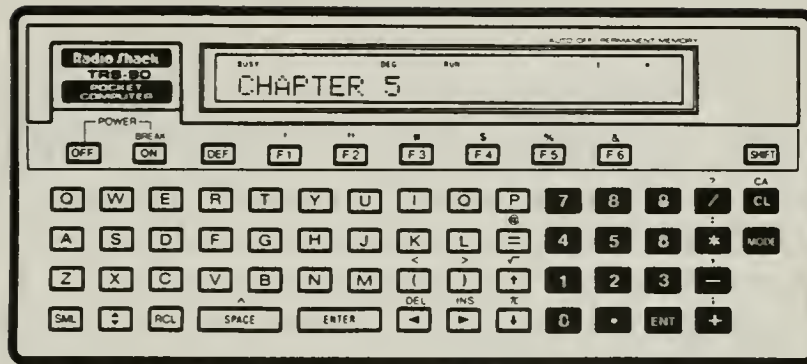 AUTO OFF PERMANENT MEMORY
Radio Shack
TRS-80
POCKET
COMPUTER
BUSY DEG RUN I
CHAPTER 5
POWER
BREAK
! " # $ % &
OFF ON DEF F1 F2 F3 F4 F5 F6 SHIFT
? CA
Q W E R T Y U I O P 7 8 9 / CL
@ :
A S D F G H J K L = 4 5 6 * MODE
< > √ ,
Z X C V B N M ( ) ↑ 1 2 3 −
^ DEL INS π ;
SML ⬍ RCL SPACE ENTER ◄ ► ↓ 0 • ENT +